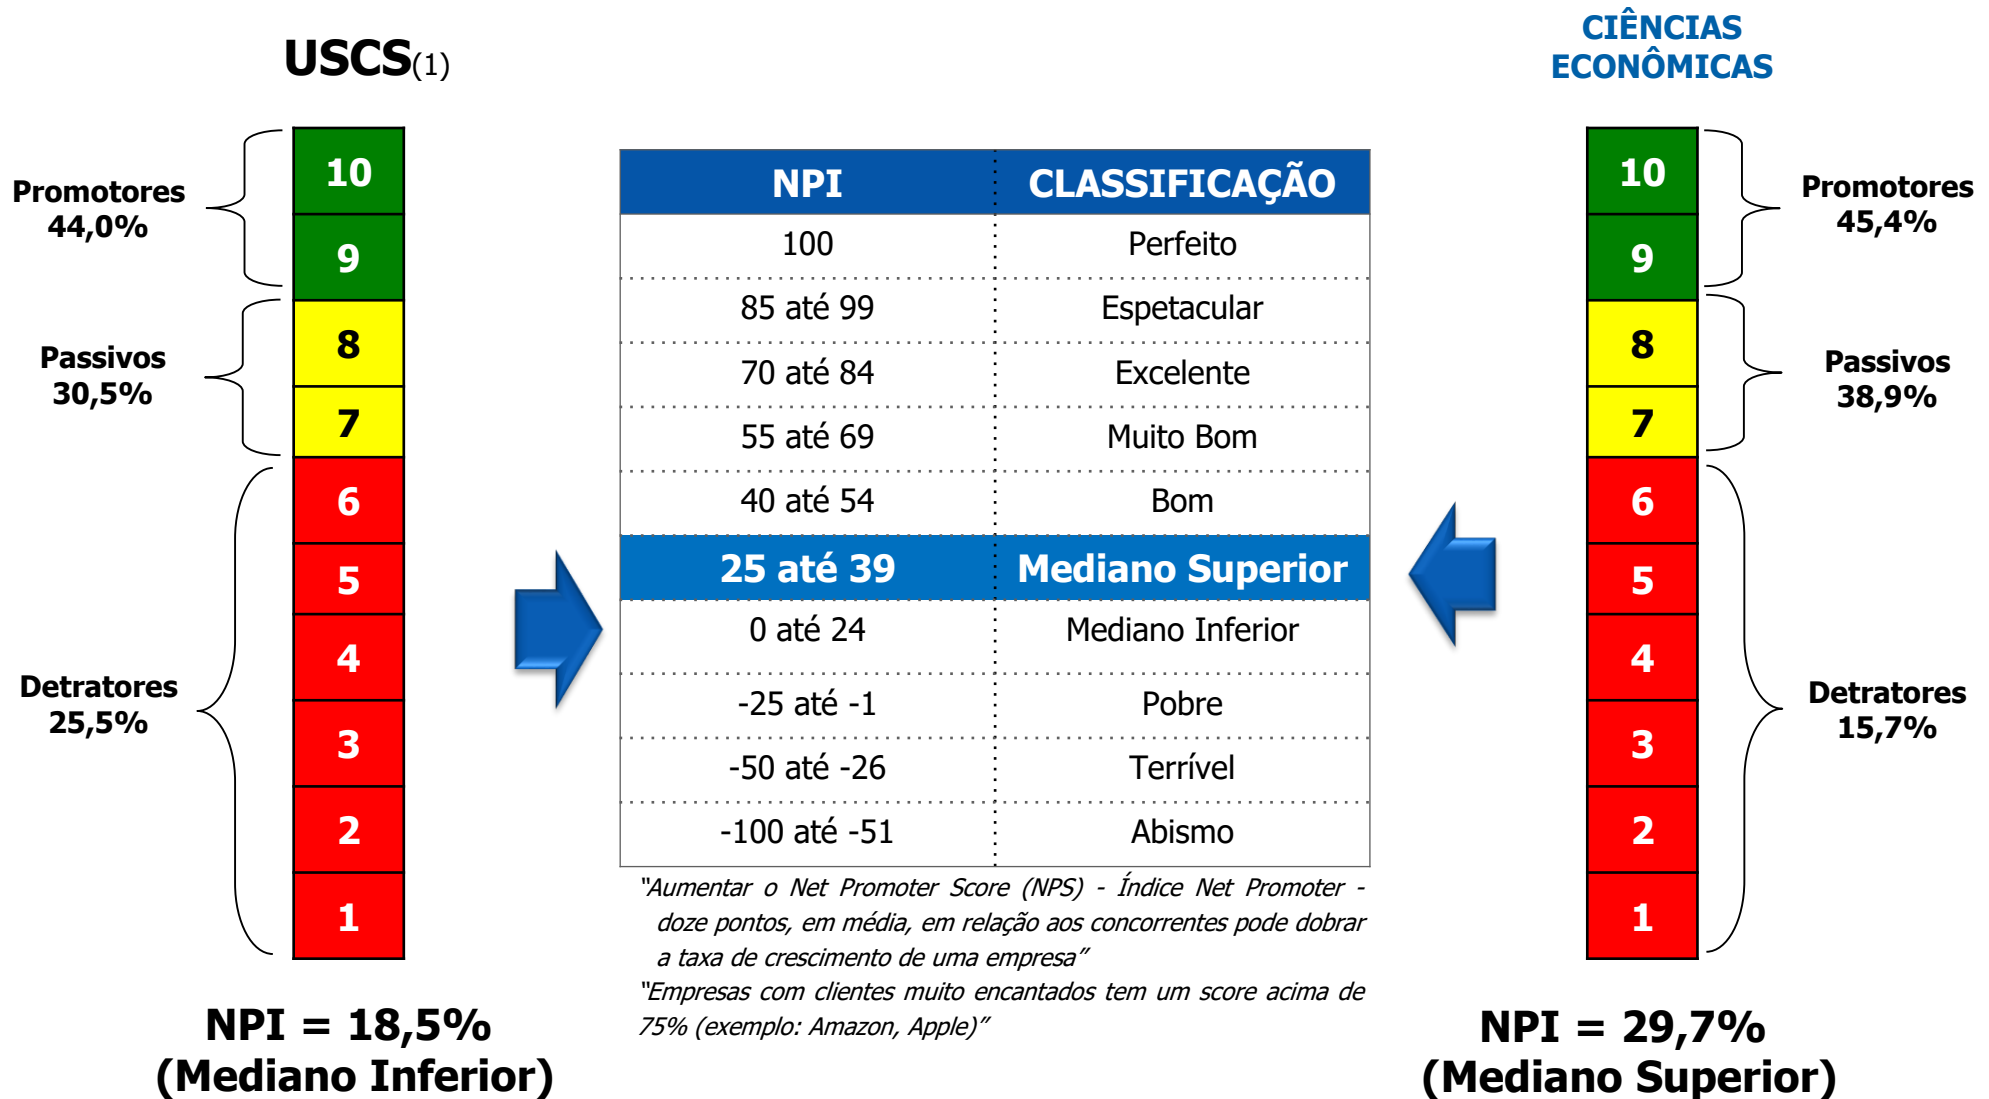 USCS(1)
Promotores
44,0%
Passivos
30,5%
Detratores
25,5%
10
9
8
7
6
5
4
3
2
1
NPI = 18,5%
(Mediano Inferior)
NPI CLASSIFICAÇÃO
100 Perfeito
85 até 99 Espetacular
70 até 84 Excelente
55 até 69 Muito Bom
40 até 54 Bom
25 até 39 Mediano Superior
0 até 24 Mediano Inferior
-25 até -1 Pobre
-50 até -26 Terrível
-100 até -51 Abismo
"Aumentar o Net Promoter Score (NPS) - Índice Net Promoter -
doze pontos, em média, em relação aos concorrentes pode dobrar
a taxa de crescimento de uma empresa"
"Empresas com clientes muito encantados tem um score acima de
75% (exemplo: Amazon, Apple)"
CIÊNCIAS
ECONÔMICAS
10
9
8
7
6
5
4
3
2
1
Promotores
45,4%
Passivos
38,9%
Detratores
15,7%
NPI = 29,7%
(Mediano Superior)